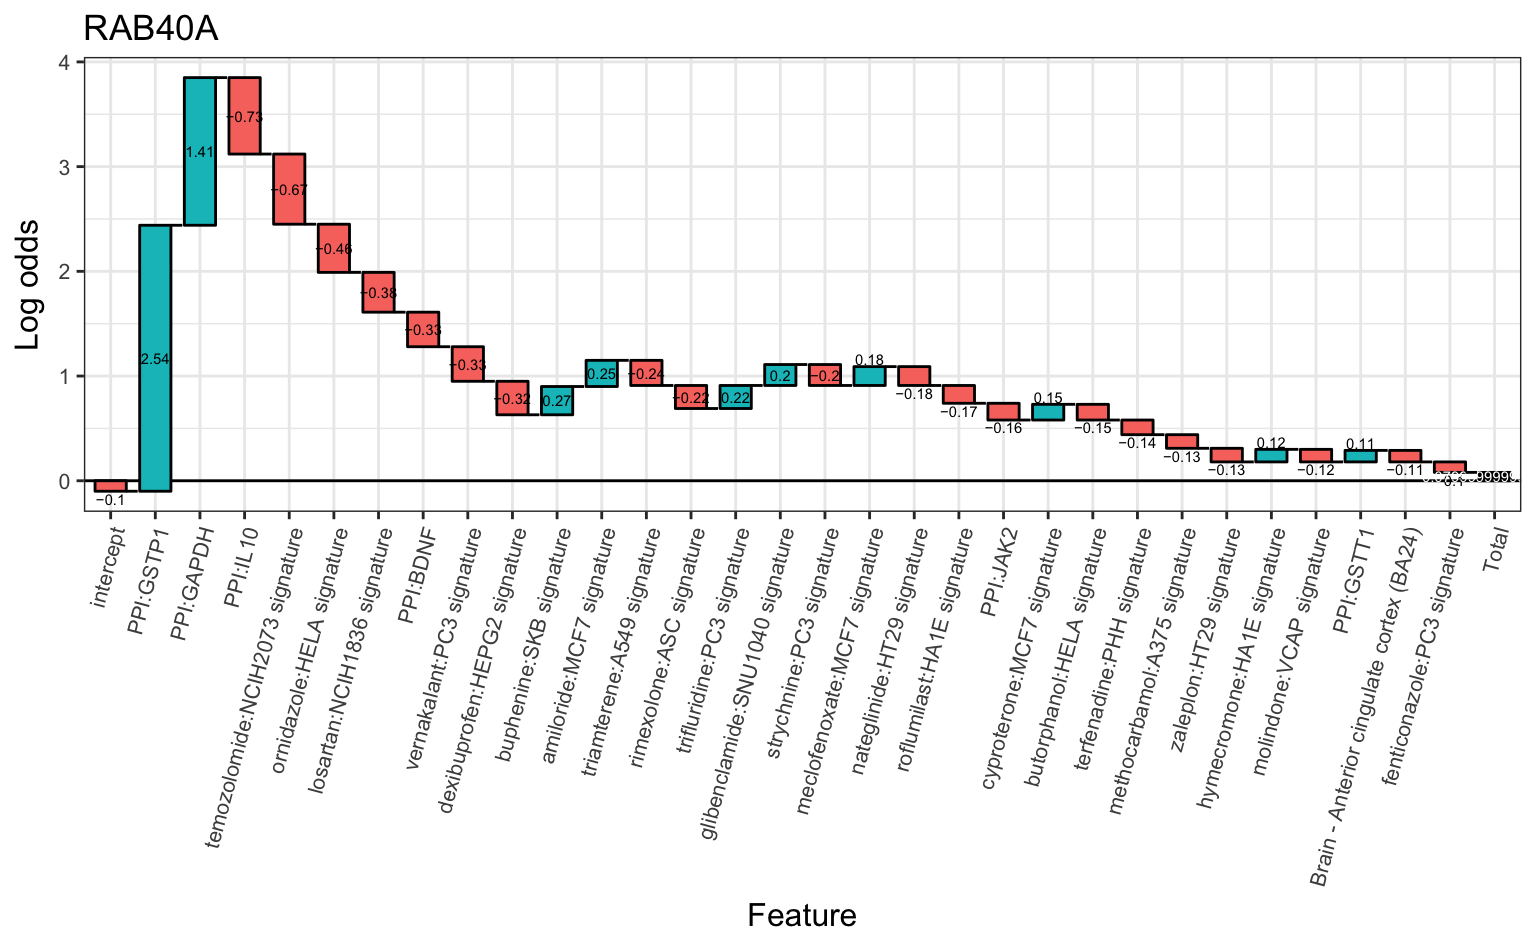 RAB40A
Log odds
4
3
2
1
0
−0.1
2.54
1.41
−0.73
−0.67
−0.46
−0.38
−0.33
−0.33
−0.32
0.27
0.25
−0.24
−0.22
0.22
0.2
−0.2
0.18
−0.18
−0.17
−0.16
0.15
−0.15
−0.14
−0.13
−0.13
0.12
−0.12
0.11
−0.11
intercept
PPI:GSTP1
PPI:GAPDH
PPI:IL10
temozolomide:NCIH2073 signature
ornidazole:HELA signature
losartan:NCIH1836 signature
PPI:BDNF
vernakalant:PC3 signature
dexibuprofen:HEPG2 signature
buphenine:SKB signature
amiloride:MCF7 signature
triamterene:A549 signature
rimexolone:ASC signature
trifluridine:PC3 signature
glibenclamide:SNU1040 signature
strychnine:PC3 signature
meclofenoxate:MCF7 signature
nateglinide:HT29 signature
roflumilast:HA1E signature
PPI:JAK2
cyproterone:MCF7 signature
butorphanol:HELA signature
terfenadine:PHH signature
methocarbamol:A375 signature
zaleplon:HT29 signature
hymecromone:HA1E signature
molindone:VCAP signature
PPI:GSTT1
Brain - Anterior cingulate cortex (BA24)
fenticonazole:PC3 signature
Total
Feature